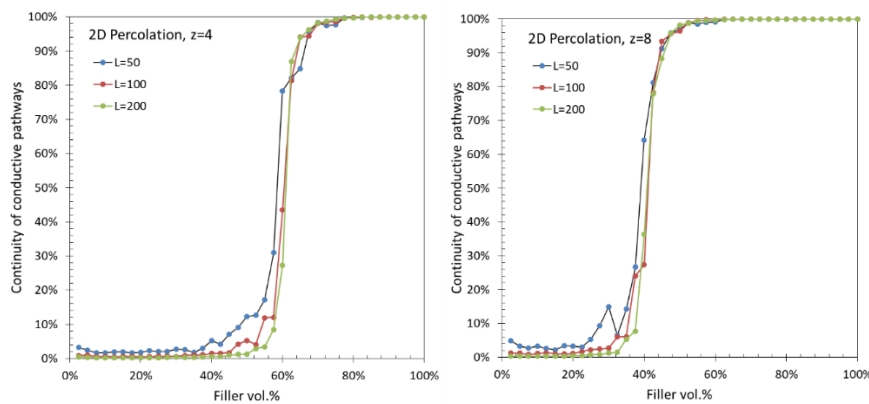 2D Percolation, z=4
L=50
L=100
L=200
Continuity of conductive pathways
100%
90%
80%
70%
60%
50%
40%
30%
20%
10%
0%
0% 20% 40% 60% 80% 100%
Filler vol.%
2D Percolation, z=8
L=50
L=100
L=200
Continuity of conductive pathways
100%
90%
80%
70%
60%
50%
40%
30%
20%
10%
0%
0% 20% 40% 60% 80% 100%
Filler vol.%